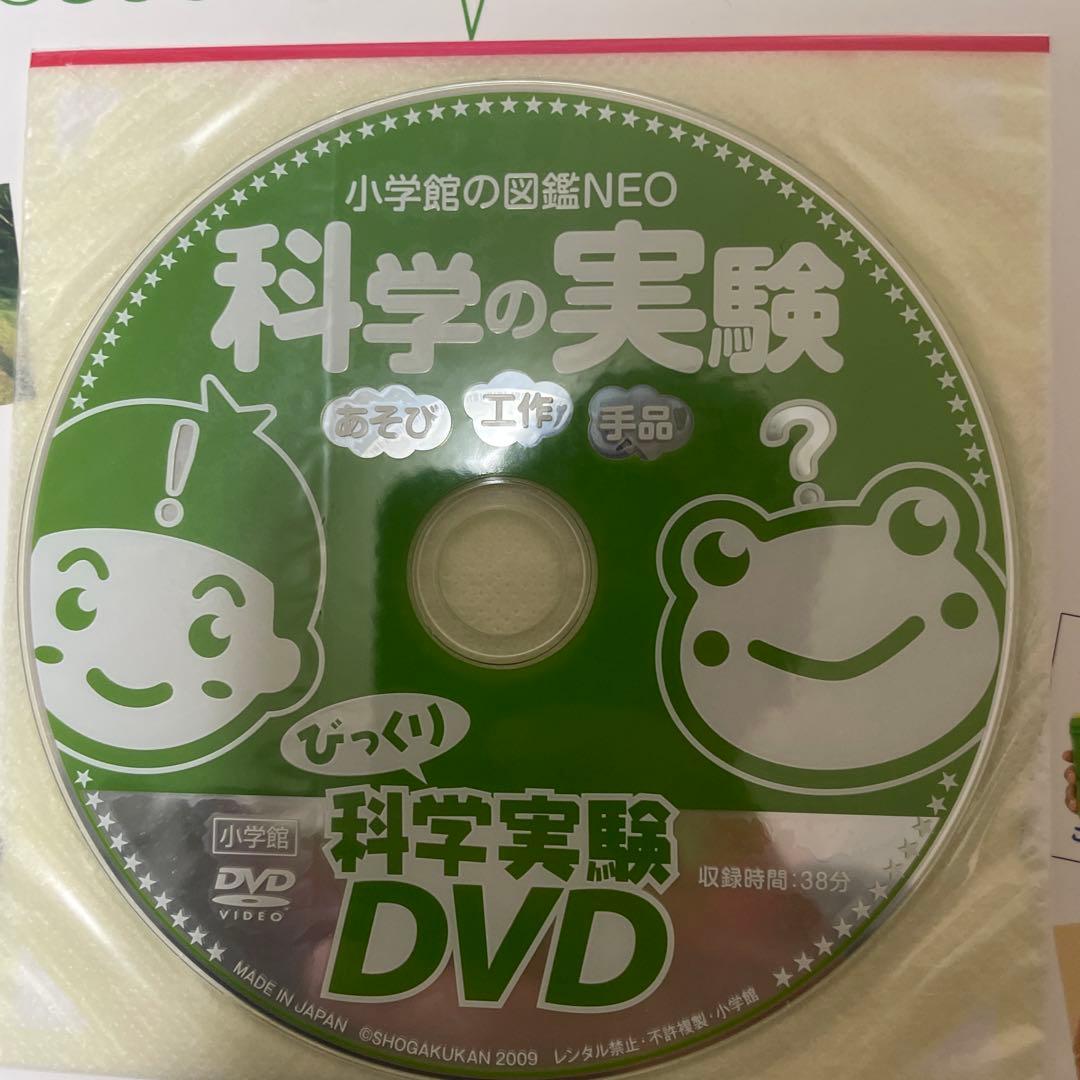 小学館の図鑑NEO
科学の実験
あそび 工作 手品
!
?
びっくり
科学実験
DVD
小学館
DVD
VIDEO
収録時間:38分
MADE IN JAPAN ©SHOGAKUKAN 2009 レンタル禁止・不許複製・小学館